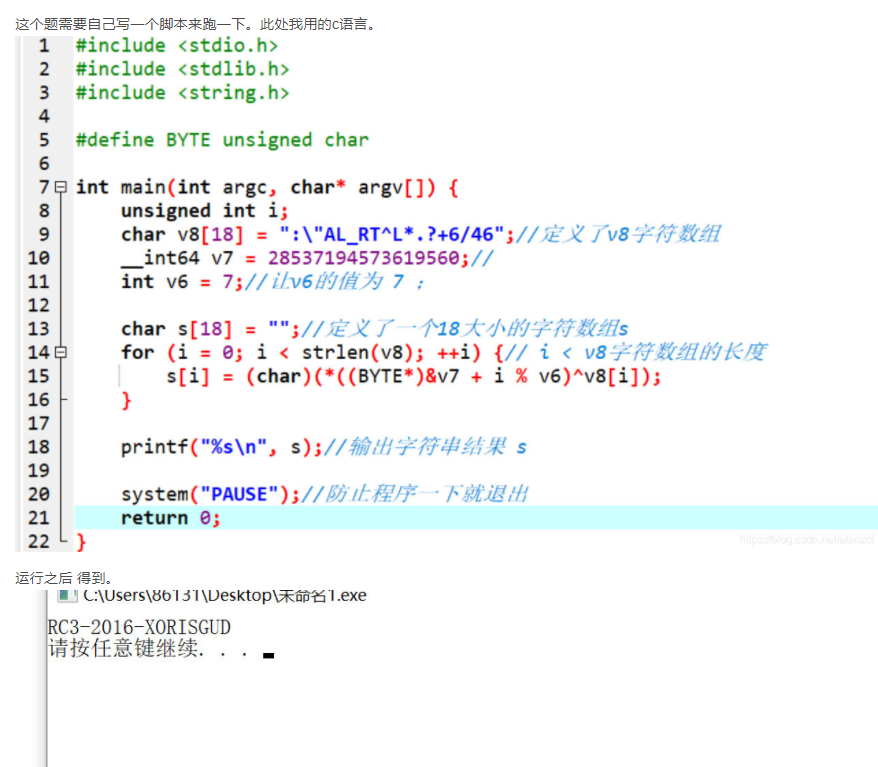 这个题需要自己写一个脚本来跑一下。此处我用的c语言。
1 #include <stdio.h>
2 #include <stdlib.h>
3 #include <string.h>
4
5 #define BYTE unsigned char
6
7 int main(int argc, char* argv[]) {
8 unsigned int i;
9 char v8[18] = ":\"AL_RT^L*.?+6/46";//定义了v8字符数组
10 __int64 v7 = 28537194573619560;//
11 int v6 = 7;//让v6的值为 7 ;
12
13 char s[18] = "";//定义了一个18大小的字符数组s
14 for (i = 0; i < strlen(v8); ++i) {// i < v8字符数组的长度
15 s[i] = (char)(*((BYTE*)&v7 + i % v6)^v8[i]);
16 }
17
18 printf("%s\n", s);//输出字符串结果 s
19
20 system("PAUSE");//防止程序一下就退出
21 return 0;
22 }
运行之后 得到。
C:\Users\86131\Desktop\未命名1.exe
RC3-2016-XORISGUD
请按任意键继续. . .